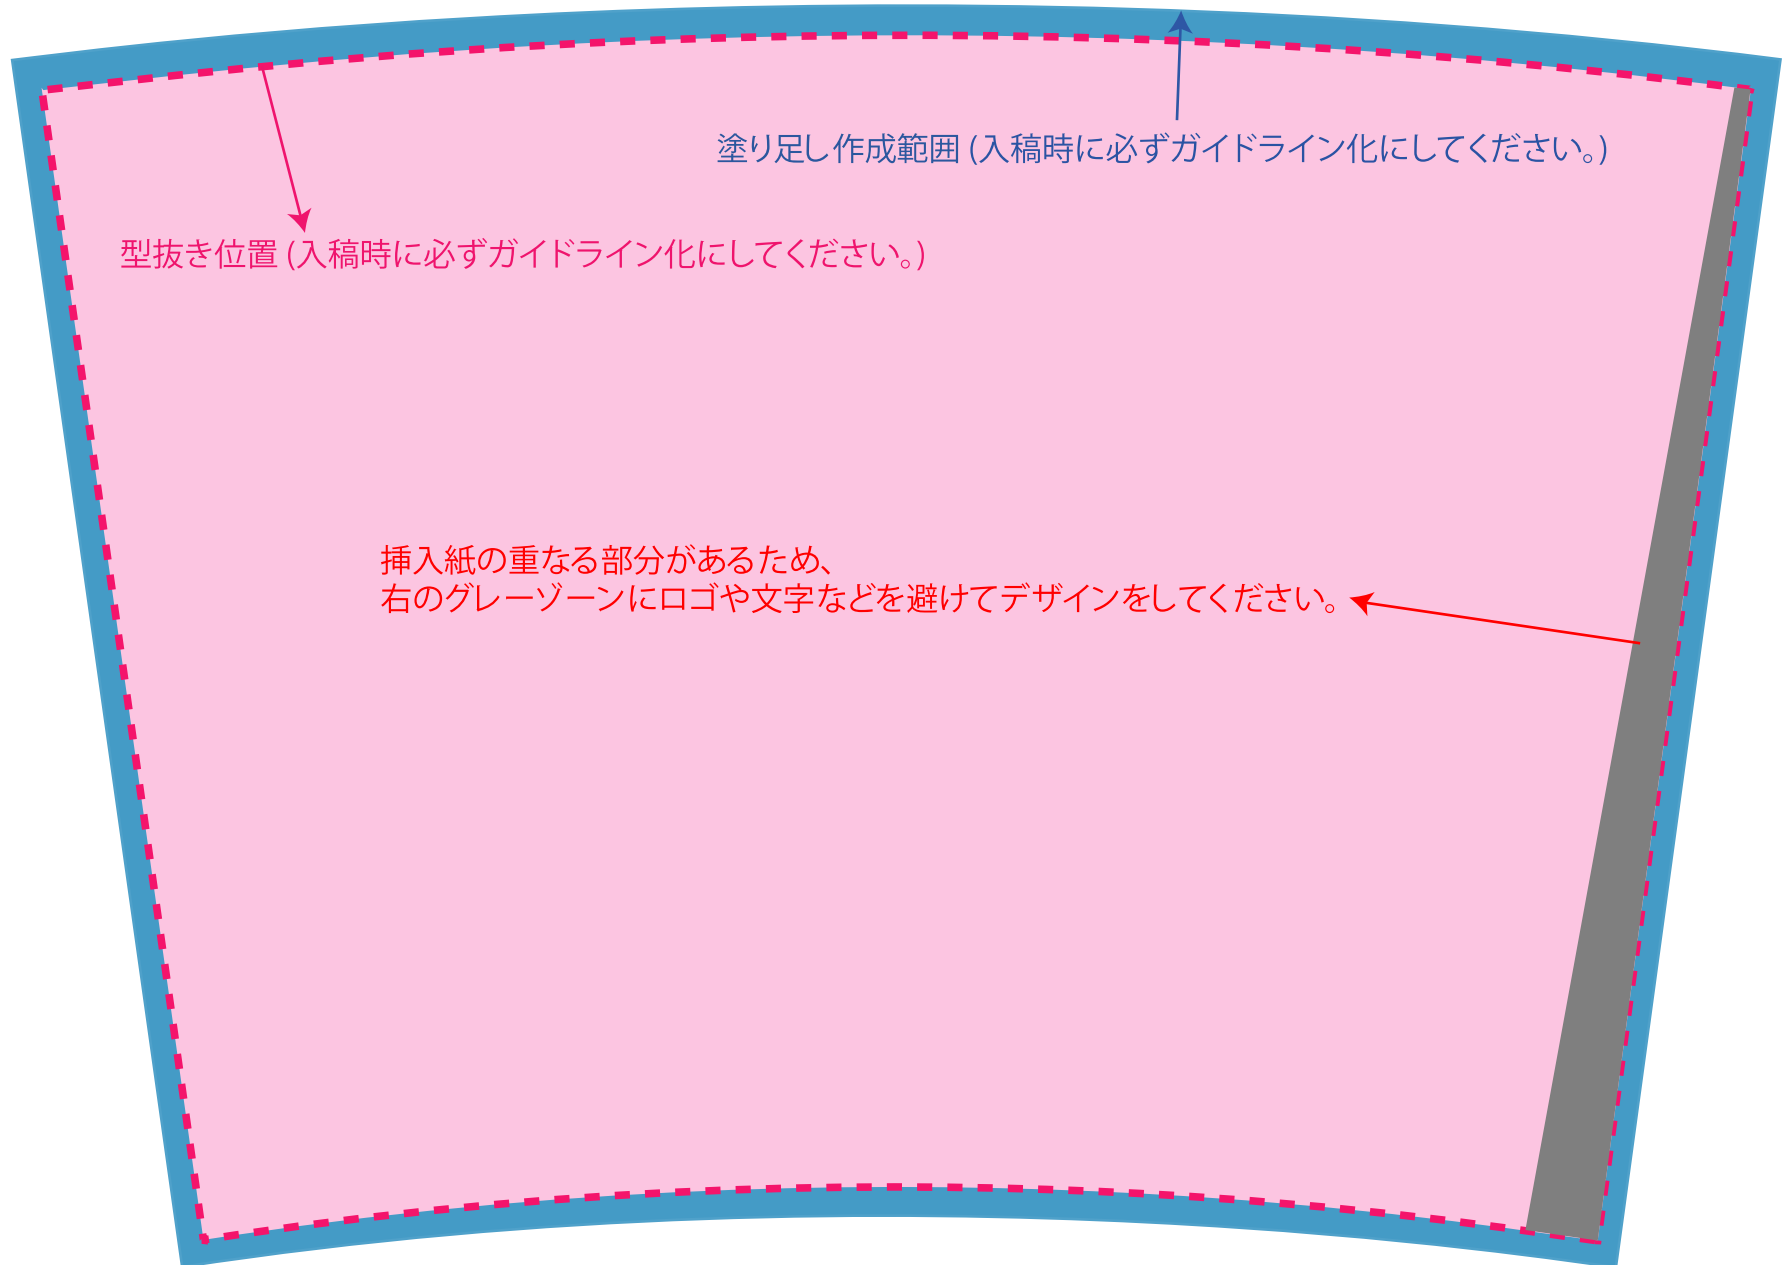 塗り足し作成範囲 (入稿時に必ずガイドライン化にしてください。)
型抜き位置 (入稿時に必ずガイドライン化にしてください。)
挿入紙の重なる部分があるため、
右のグレーゾーンにロゴや文字などを避けてデザインをしてください。